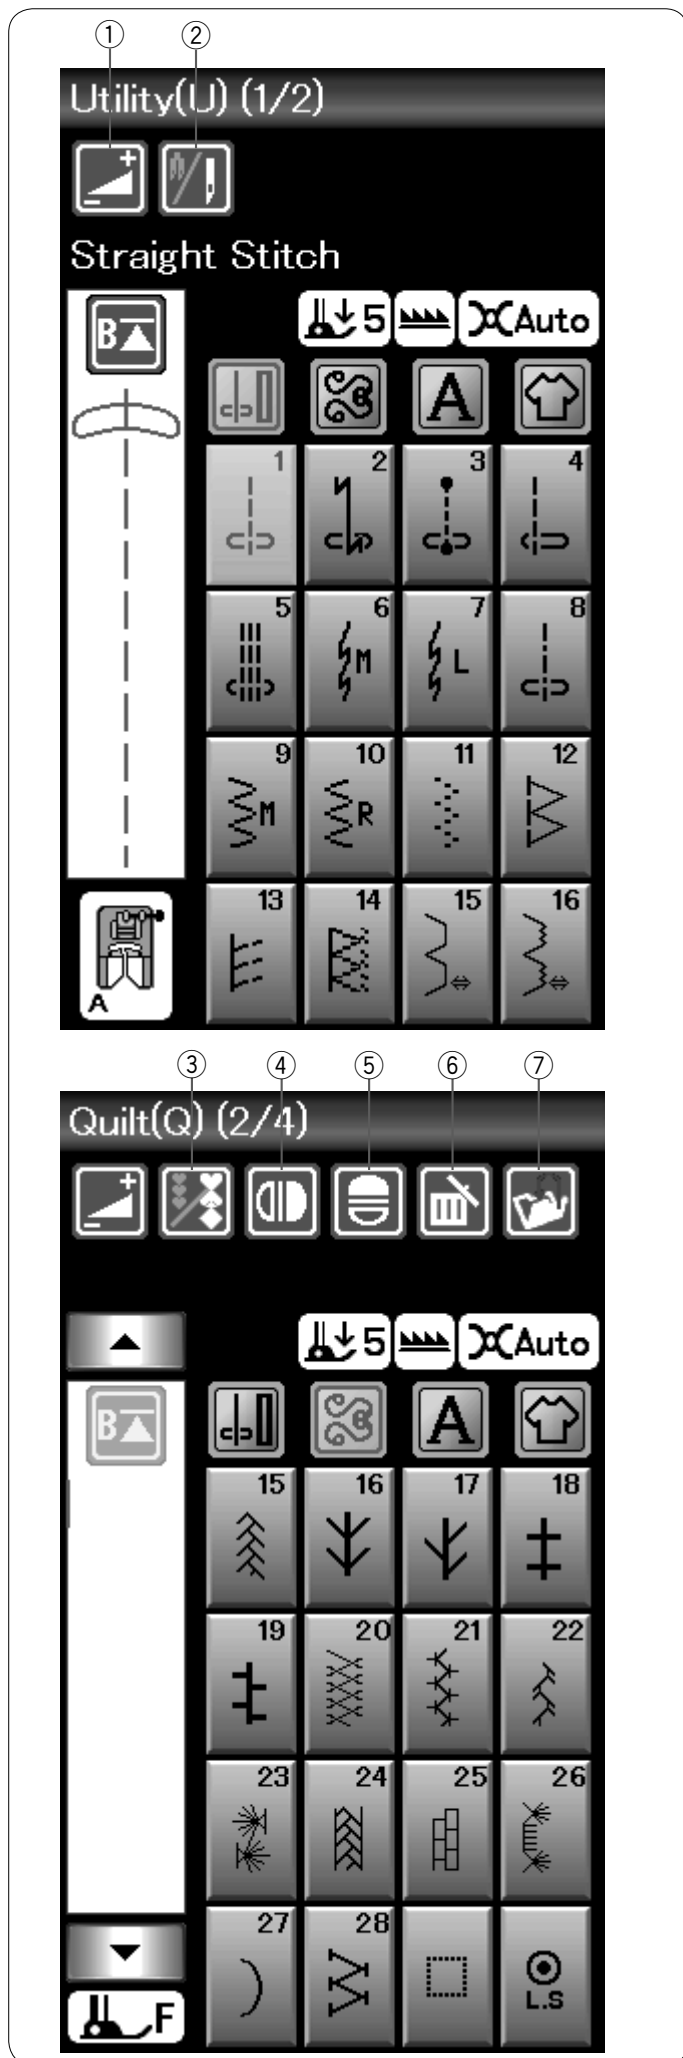 ① ②
Utility(U) (1/2)
Straight Stitch
B 5 Auto
A
1 2 3 4
5 6 7 8
M L
9 10 11 12
M R
13 14 15 16
A
③ ④ ⑤ ⑥ ⑦
Quilt(Q) (2/4)
5 Auto
B A
15 16 17 18
19 20 21 22
23 24 25 26
27 28
L.S
F